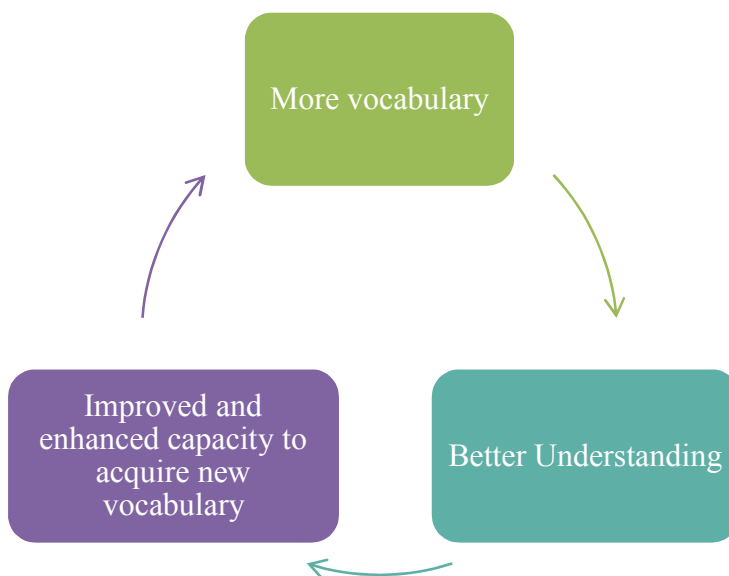 More vocabulary
Better Understanding
Improved and
enhanced capacity to
acquire new
vocabulary